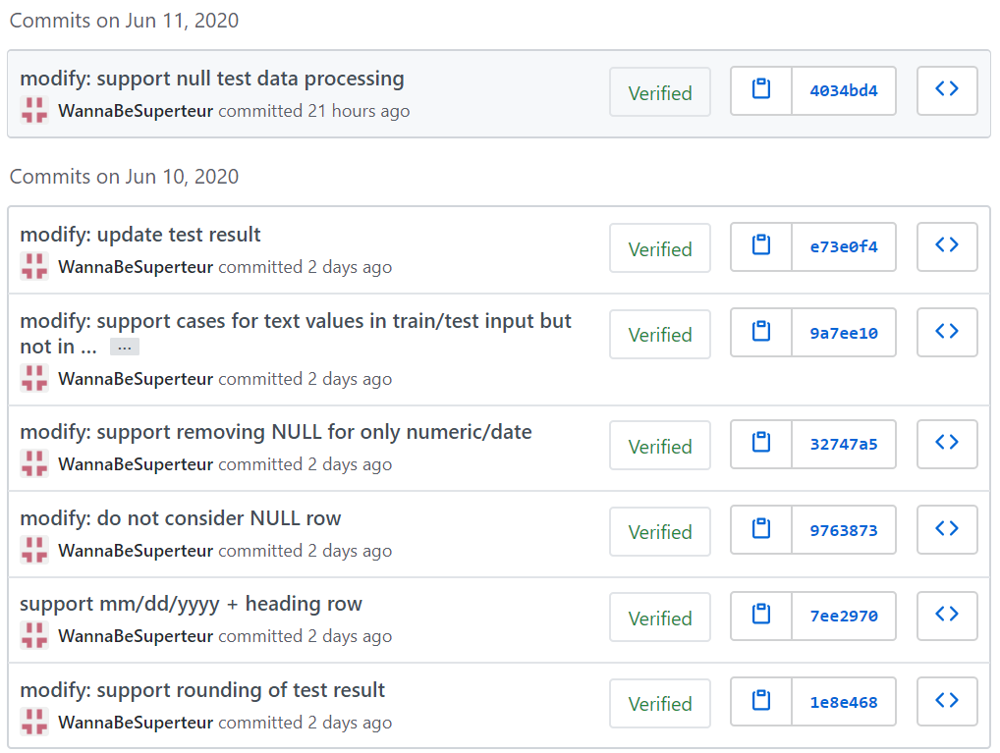 Commits on Jun 11, 2020
modify: support null test data processing
WannaBeSuperteur committed 21 hours ago
Verified
4034bd4
Commits on Jun 10, 2020
modify: update test result
WannaBeSuperteur committed 2 days ago
Verified
e73e0f4
modify: support cases for text values in train/test input but
not in ... ...
WannaBeSuperteur committed 2 days ago
Verified
9a7ee10
modify: support removing NULL for only numeric/date
WannaBeSuperteur committed 2 days ago
Verified
32747a5
modify: do not consider NULL row
WannaBeSuperteur committed 2 days ago
Verified
9763873
support mm/dd/yyyy + heading row
WannaBeSuperteur committed 2 days ago
Verified
7ee2970
modify: support rounding of test result
WannaBeSuperteur committed 2 days ago
Verified
1e8e468